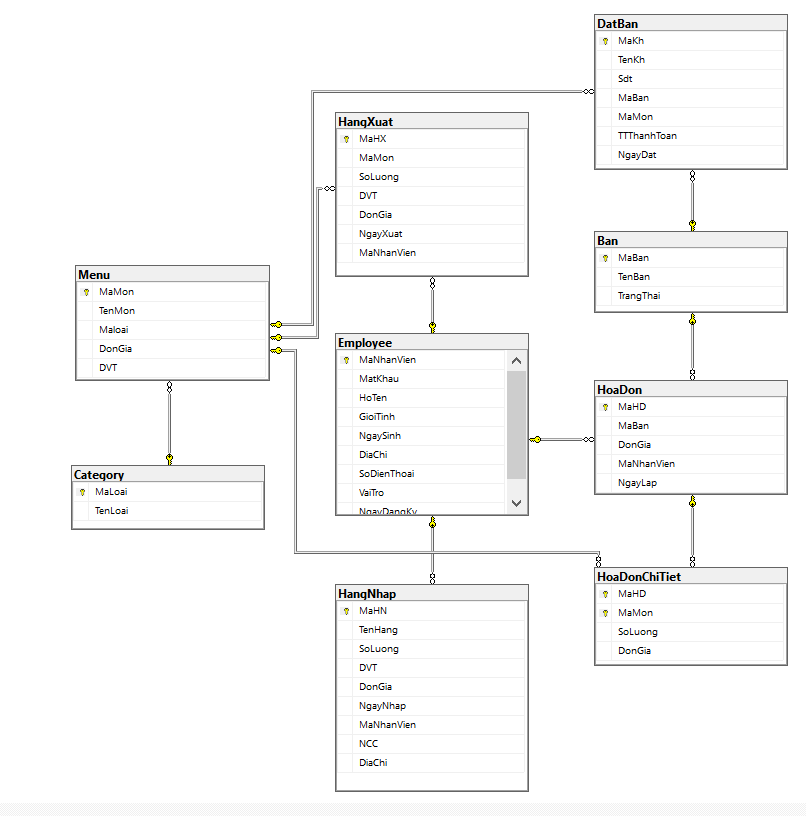 DatBan
MaKh
TenKh
Sdt
MaBan
MaMon
TTThanhToan
NgayDat
HangXuat
MaHX
MaMon
SoLuong
DVT
DonGia
NgayXuat
MaNhanVien
Ban
MaBan
TenBan
TrangThai
Menu
MaMon
TenMon
Maloai
DonGia
DVT
Employee
MaNhanVien
MatKhau
HoTen
GioiTinh
NgaySinh
DiaChi
SoDienThoai
VaiTro
NgayDangKy
HoaDon
MaHD
MaBan
DonGia
MaNhanVien
NgayLap
Category
MaLoai
TenLoai
HoaDonChiTiet
MaHD
MaMon
SoLuong
DonGia
HangNhap
MaHN
TenHang
SoLuong
DVT
DonGia
NgayNhap
MaNhanVien
NCC
DiaChi